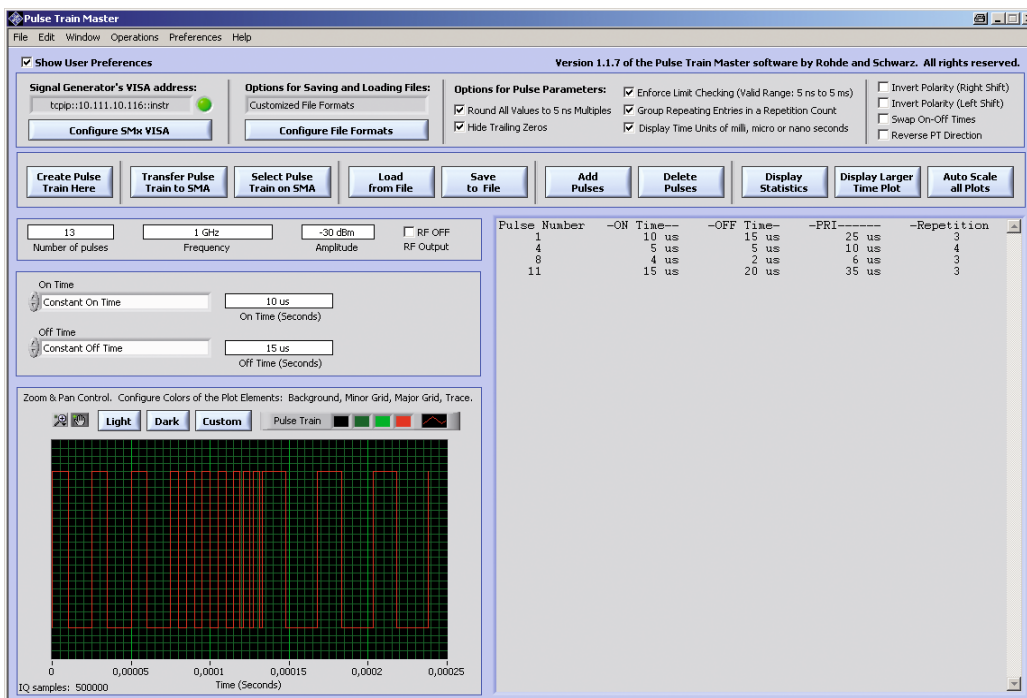 Pulse Train Master
File Edit Window Operations Preferences Help
Show User Preferences
Version 1.1.7 of the Pulse Train Master software by Rohde and Schwarz. All rights reserved.
Signal Generator's VISA address:
tcpip::10.111.10.116::instr
Configure SMx VISA
Options for Saving and Loading Files:
Customized File Formats
Configure File Formats
Options for Pulse Parameters:
Round All Values to 5 ns Multiples
Hide Trailing Zeros
Enforce Limit Checking (Valid Range: 5 ns to 5 ms)
Group Repeating Entries in a Repetition Count
Display Time Units of milli, micro or nano seconds
Invert Polarity (Right Shift)
Invert Polarity (Left Shift)
Swap On-Off Times
Reverse PT Direction
Create Pulse
Train Here
Transfer Pulse
Train to SMA
Select Pulse
Train on SMA
Load
from File
Save
to File
Add
Pulses
Delete
Pulses
Display
Statistics
Display Larger
Time Plot
Auto Scale
all Plots
13
Number of pulses
1 GHz
Frequency
-30 dBm
Amplitude
RF OFF
RF Output
On Time
Constant On Time
10 us
On Time (Seconds)
Off Time
Constant Off Time
15 us
Off Time (Seconds)
Pulse Number -ON Time-- -OFF Time- -PRI------ -Repetition
1 10 us 15 us 25 us 3
4 5 us 5 us 10 us 4
8 4 us 2 us 6 us 3
11 15 us 20 us 35 us 3
Zoom & Pan Control. Configure Colors of the Plot Elements: Background, Minor Grid, Major Grid, Trace.
Light Dark Custom Pulse Train
0 0,00005 0,0001 0,00015 0,0002 0,00025
Time (Seconds)
IQ samples: 500000